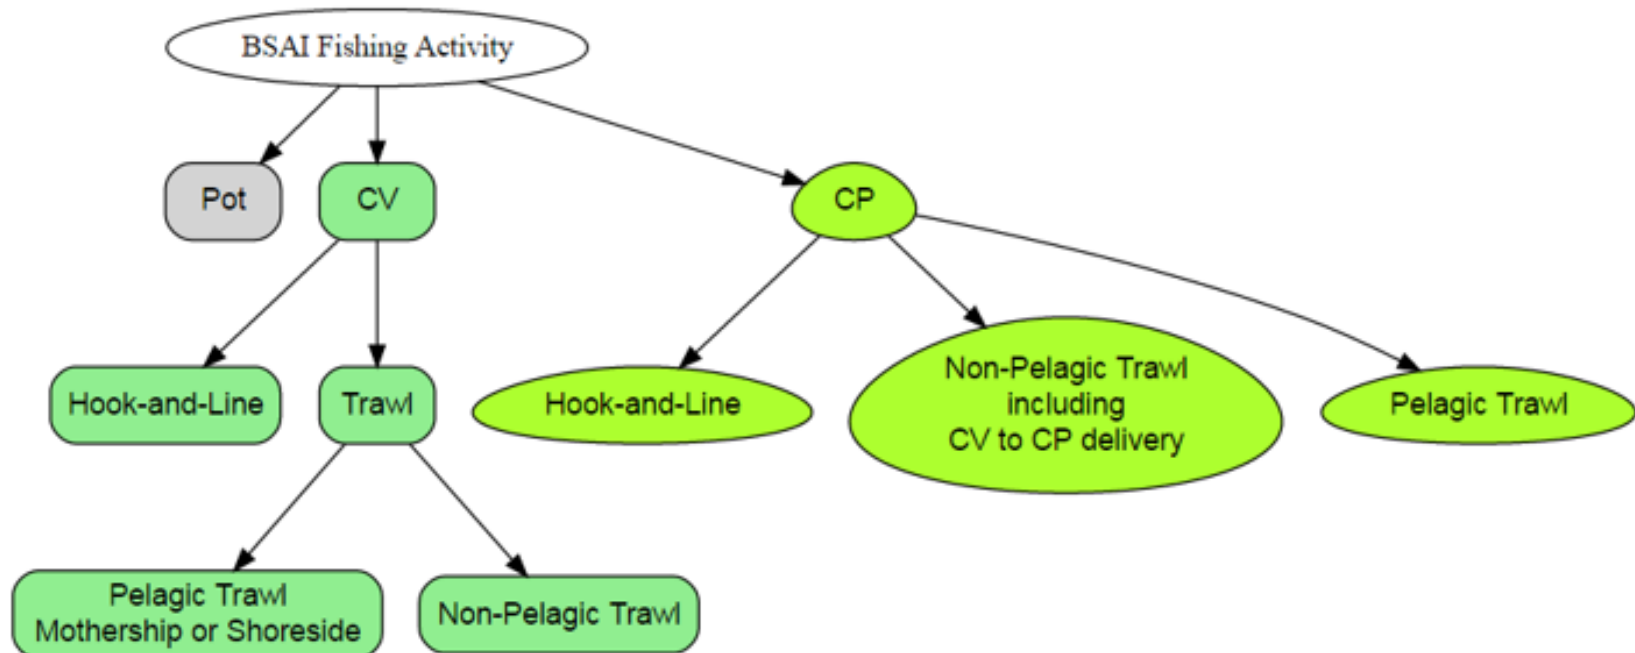 BSAI Fishing Activity
Pot
CV
CP
Hook-and-Line
Trawl
Hook-and-Line
Non-Pelagic Trawl
including
CV to CP delivery
Pelagic Trawl
Pelagic Trawl
Mothership or Shoreside
Non-Pelagic Trawl